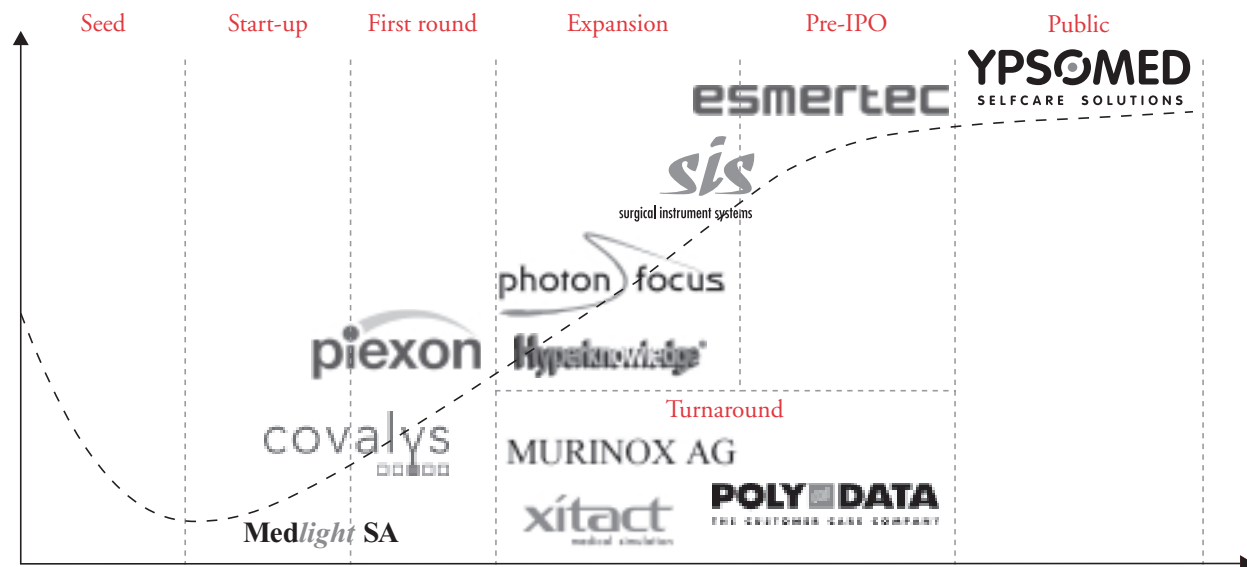 Seed Start-up First round Expansion Pre-IPO Public
YPSOMED
SELFCARE SOLUTIONS
esmertec
sis
surgical instrument systems
photon focus
piexon
Hyperknowledge
Turnaround
covalys
MURINOX AG
POLY DATA
THE CUSTOMER CARE COMPANY
xitact
medical simulation
Medlight SA